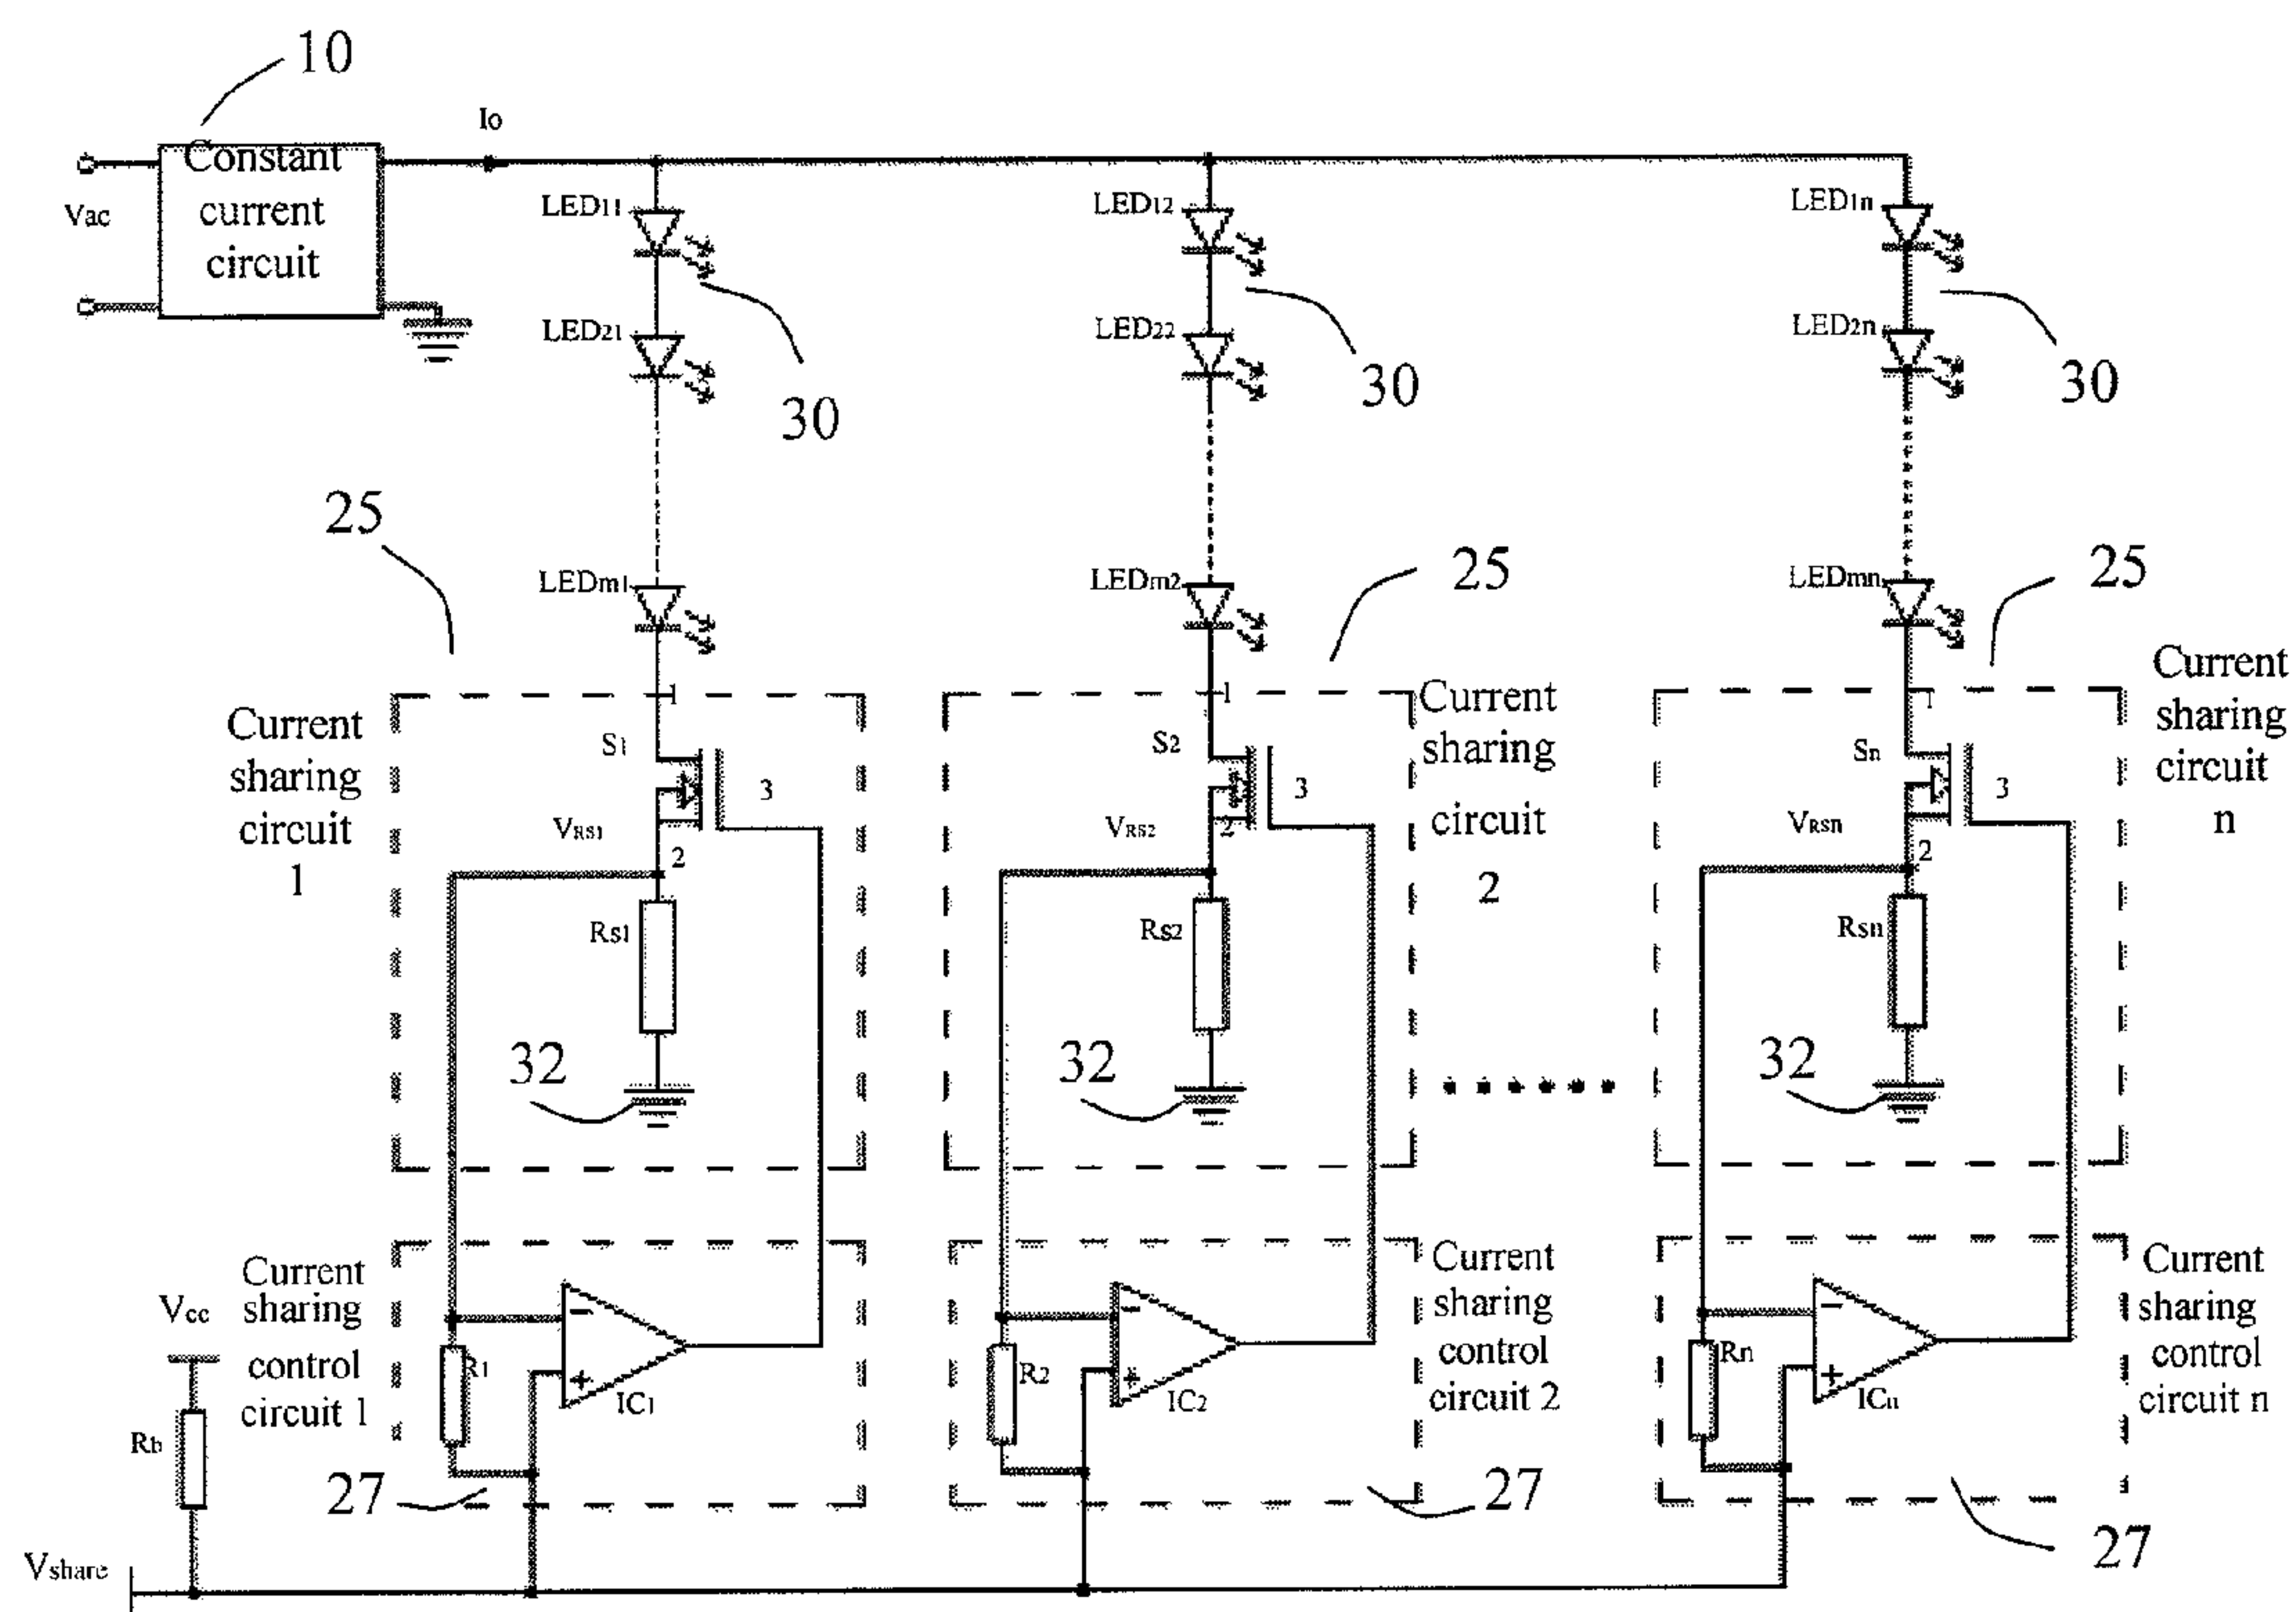 10
Io
Constant
current
circuit
Vac
LED11
LED12
LED1n
30
30
30
LED21
LED22
LED2n
25
25
25
LEDm1
LEDm2
LEDmn
Current
sharing
circuit
1
Current
sharing
circuit
2
Current
sharing
circuit
n
1
1
1
S1
S2
Sn
3
3
3
VRS1
VRS2
VRSn
2
2
2
Rs1
Rs2
Rsn
32
32
32
Current
sharing
control
circuit 1
Current
sharing
control
circuit 2
Current
sharing
control
circuit n
Vcc
Rb
R1
R2
Rn
−
+
−
+
−
+
IC1
IC2
ICn
27
27
27
Vshare